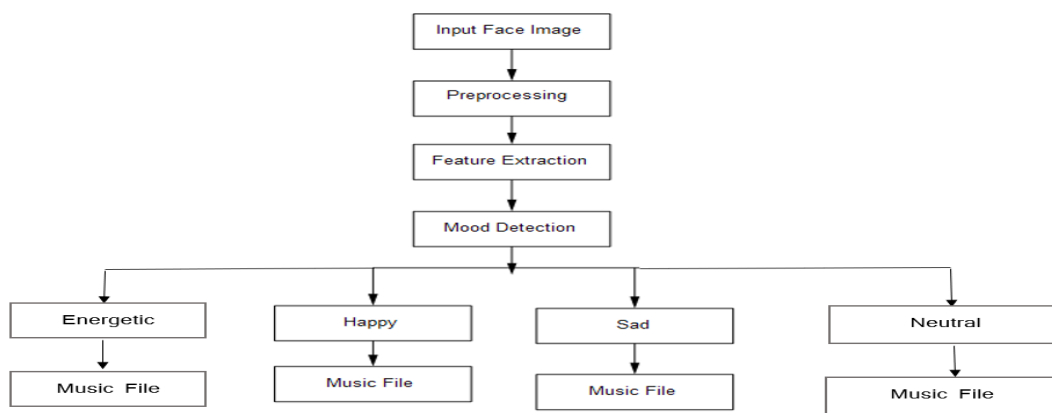 Input Face Image
Preprocessing
Feature Extraction
Mood Detection
Energetic
Happy
Sad
Neutral
Music File
Music File
Music File
Music File